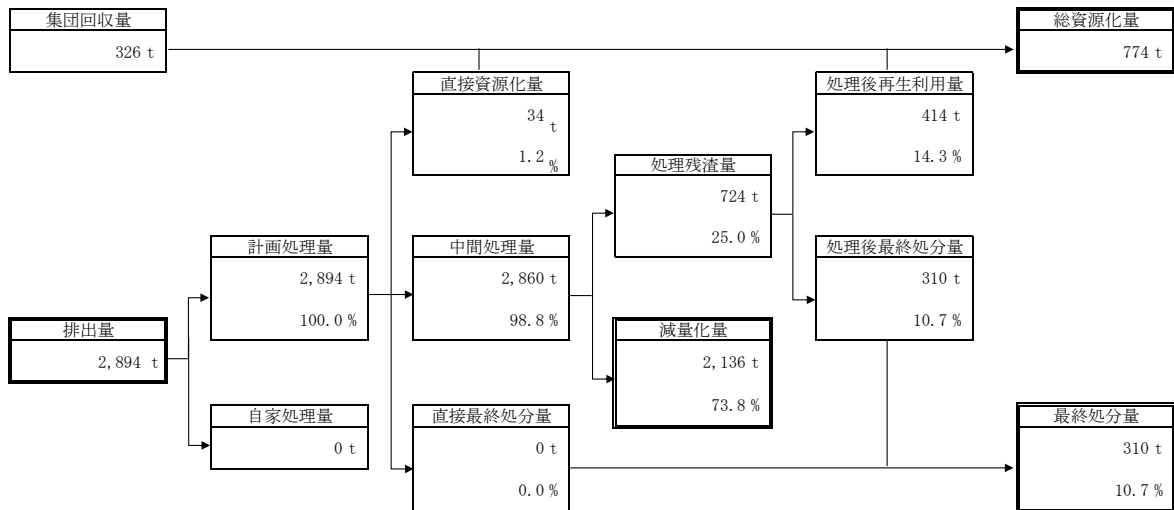 集団回収量
326 t
総資源化量
774 t
直接資源化量
34 t
1.2 %
処理後再生利用量
414 t
14.3 %
処理残渣量
724 t
25.0 %
計画処理量
2,894 t
100.0 %
中間処理量
2,860 t
98.8 %
処理後最終処分量
310 t
10.7 %
排出量
2,894 t
減量化量
2,136 t
73.8 %
自家処理量
0 t
直接最終処分量
0 t
0.0 %
最終処分量
310 t
10.7 %